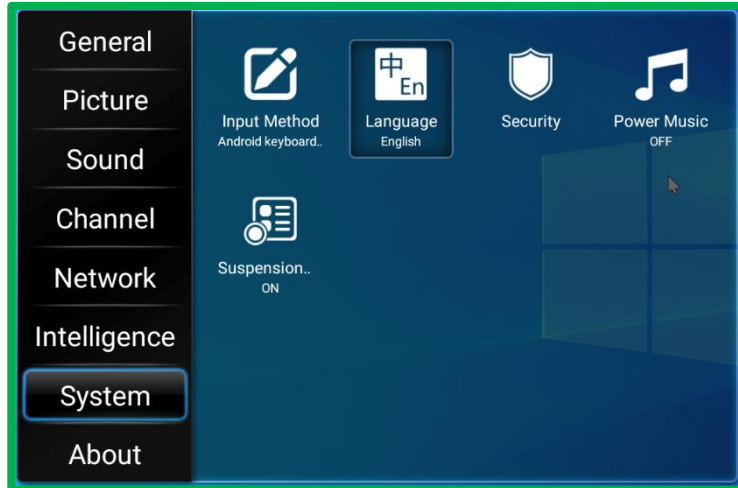 General
Picture
Sound
Channel
Network
Intelligence
System
About
中
En
Input Method
Android keyboard..
Language
English
Security
Power Music
OFF
Suspension..
ON